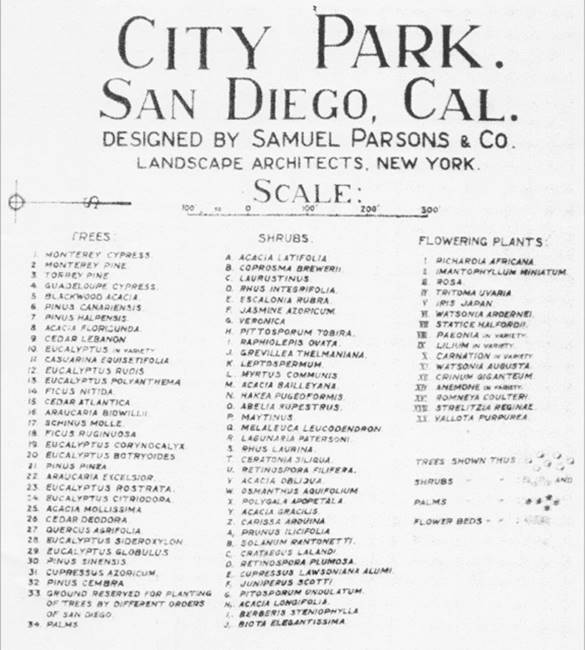 CITY PARK.
SAN DIEGO, CAL.
DESIGNED BY SAMUEL PARSONS & CO.
LANDSCAPE ARCHITECTS, NEW YORK.
SCALE:
100' 50 0 100' 200' 300'
TREES:
1. MONTEREY CYPRESS.
2. MONTEREY PINE.
3. TORREY PINE
4. GUADELOUPE CYPRESS.
5. BLACKWOOD ACACIA.
6. PINUS CANARIENSIS.
7. PINUS HALPENSIS.
8. ACACIA FLORIBUNDA.
9. CEDAR LEBANON
10. EUCALYPTUS IN VARIETY
11. CASUARINA EQUISETIFOLIA
12. EUCALYPTUS RUDIS
13. EUCALYPTUS POLYANTHEMA
14. FICUS NITIDA.
15. CEDAR ATLANTICA.
16. ARAUCARIA BIDWILLII.
17. SCHINUS MOLLE.
18. FICUS RUGINUOSA
19. EUCALYPTUS CORYNOCALYX
20. EUCALYPTUS BOTRYOIDES
21. PINUS PINEA
22. ARAUCARIA EXCELSIOR.
23. EUCALYPTUS ROSTRATA.
24. EUCALYPTUS CITRIODORA.
25. ACACIA MOLLISSIMA
26. CEDAR DEODORA
27. QUERCUS AGRIFOLIA
28. EUCALYPTUS SIDEROXYLON
29. EUCALYPTUS GLOBULUS
30. PINUS SINENSIS.
31. CUPRESSUS AZORICUM.
32. PINUS CEMBRA.
33. GROUND RESERVED FOR PLANTING
OF TREES BY DIFFERENT ORDERS
OF SAN DIEGO.
34. PALMS
SHRUBS.
A. ACACIA LATIFOLIA
B. COPROSMA BREWERII.
C. LAURUSTINUS.
D. RHUS INTEGRIFOLIA.
E. ESCALONIA RUBRA.
F. JASMINE AZORICUM.
G. VERONICA
H. PITTOSPORUM TOBIRA.
I. RAPHIOLEPIS OVATA.
J. GREVILLEA THELMANIANA
K. LEPTOSPERMUM.
L. MYRTUS COMMUNIS
M. ACACIA BAILLEYANA.
N. HAKEA PUGEOFORMIS.
O. ABELIA RUPESTRIS.
P. MAYTINUS
Q. MELALEUCA LEUCODENDRON
R. LAGUNARIA PATERSONI.
S. RHUS LAURINA.
T. CERATONIA SILIQUA.
U. RETINOSPORA FILIFERA.
V. ACACIA OBLIQUA.
W. OSMANTHUS AQUIFOLIUM
X. POLYGALA APOPETALA
Y. ACACIA GRACILIS.
Z. CARISSA ARDUINA
A, PRUNUS ILICIFOLIA
B. SOLANUM RANTONETTI.
C. CRATAEGUS LALANDI
D. RETINOSPORA PLUMOSA.
E. CUPRESSUS LAWSONIANA ALUMI.
F. JUNIPERUS SCOTTI.
G. PITOSPORUM UNDULATUM.
H. ACACIA LONGIFOLIA.
I. BERBERIS STENIOPHYLLA
J. BIOTA ELEGANTISSIMA.
FLOWERING PLANTS:
I. RICHARDIA AFRICANA.
II. IMANTOPHYLLUM MINIATUM.
III. ROSA.
IV TRITOMA UVARIA
V IRIS JAPAN
VI WATSONIA ARDERNEI.
VII STATICE HALFORDII.
VIII PAEONIA IN VARIETY.
IX LILIUM IN VARIETY.
X. CARNATION IN VARIETY
XI WATSONIA AUGUSTA
XII CRINUM GIGANTEUM
XIII ANEMONE IN VARIETY.
ROMNEYA COULTERI.
STRELITZIA REGINAE.
VALLOTA PURPUREA.
TREES SHOWN THUS
SHRUBS " " AND
PALMS " "
FLOWER BEDS " "